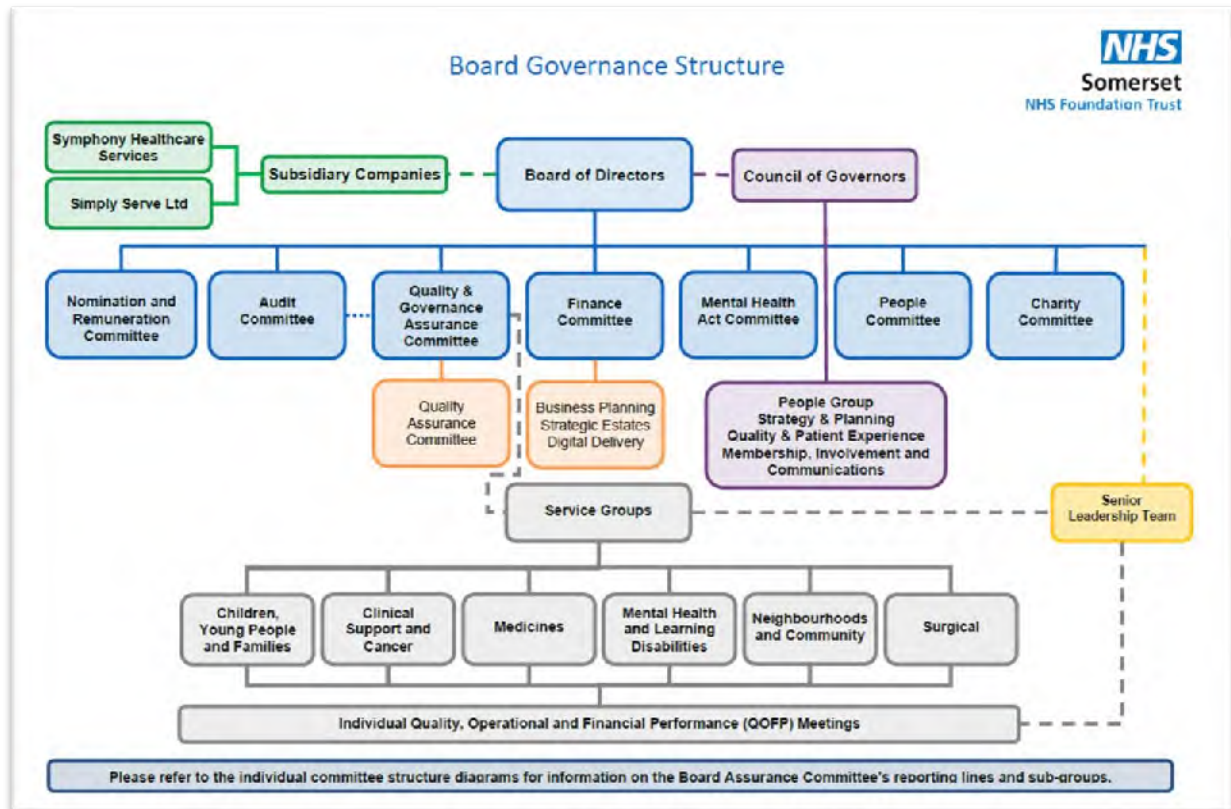 Board Governance Structure
NHS
Somerset
NHS Foundation Trust
Symphony Healthcare
Services
Simply Serve Ltd
Subsidiary Companies
Board of Directors
Council of Governors
Nomination and
Remuneration
Committee
Audit
Committee
Quality &
Governance
Assurance
Committee
Finance
Committee
Mental Health
Act Committee
People
Committee
Charity
Committee
Quality
Assurance
Committee
Business Planning
Strategic Estates
Digital Delivery
People Group
Strategy & Planning
Quality & Patient Experience
Membership, Involvement and
Communications
Service Groups
Senior
Leadership Team
Children,
Young People
and Families
Clinical
Support and
Cancer
Medicines
Mental Health
and Learning
Disabilities
Neighbourhoods
and Community
Surgical
Individual Quality, Operational and Financial Performance (QOFP) Meetings
Please refer to the individual committee structure diagrams for information on the Board Assurance Committee's reporting lines and sub-groups.